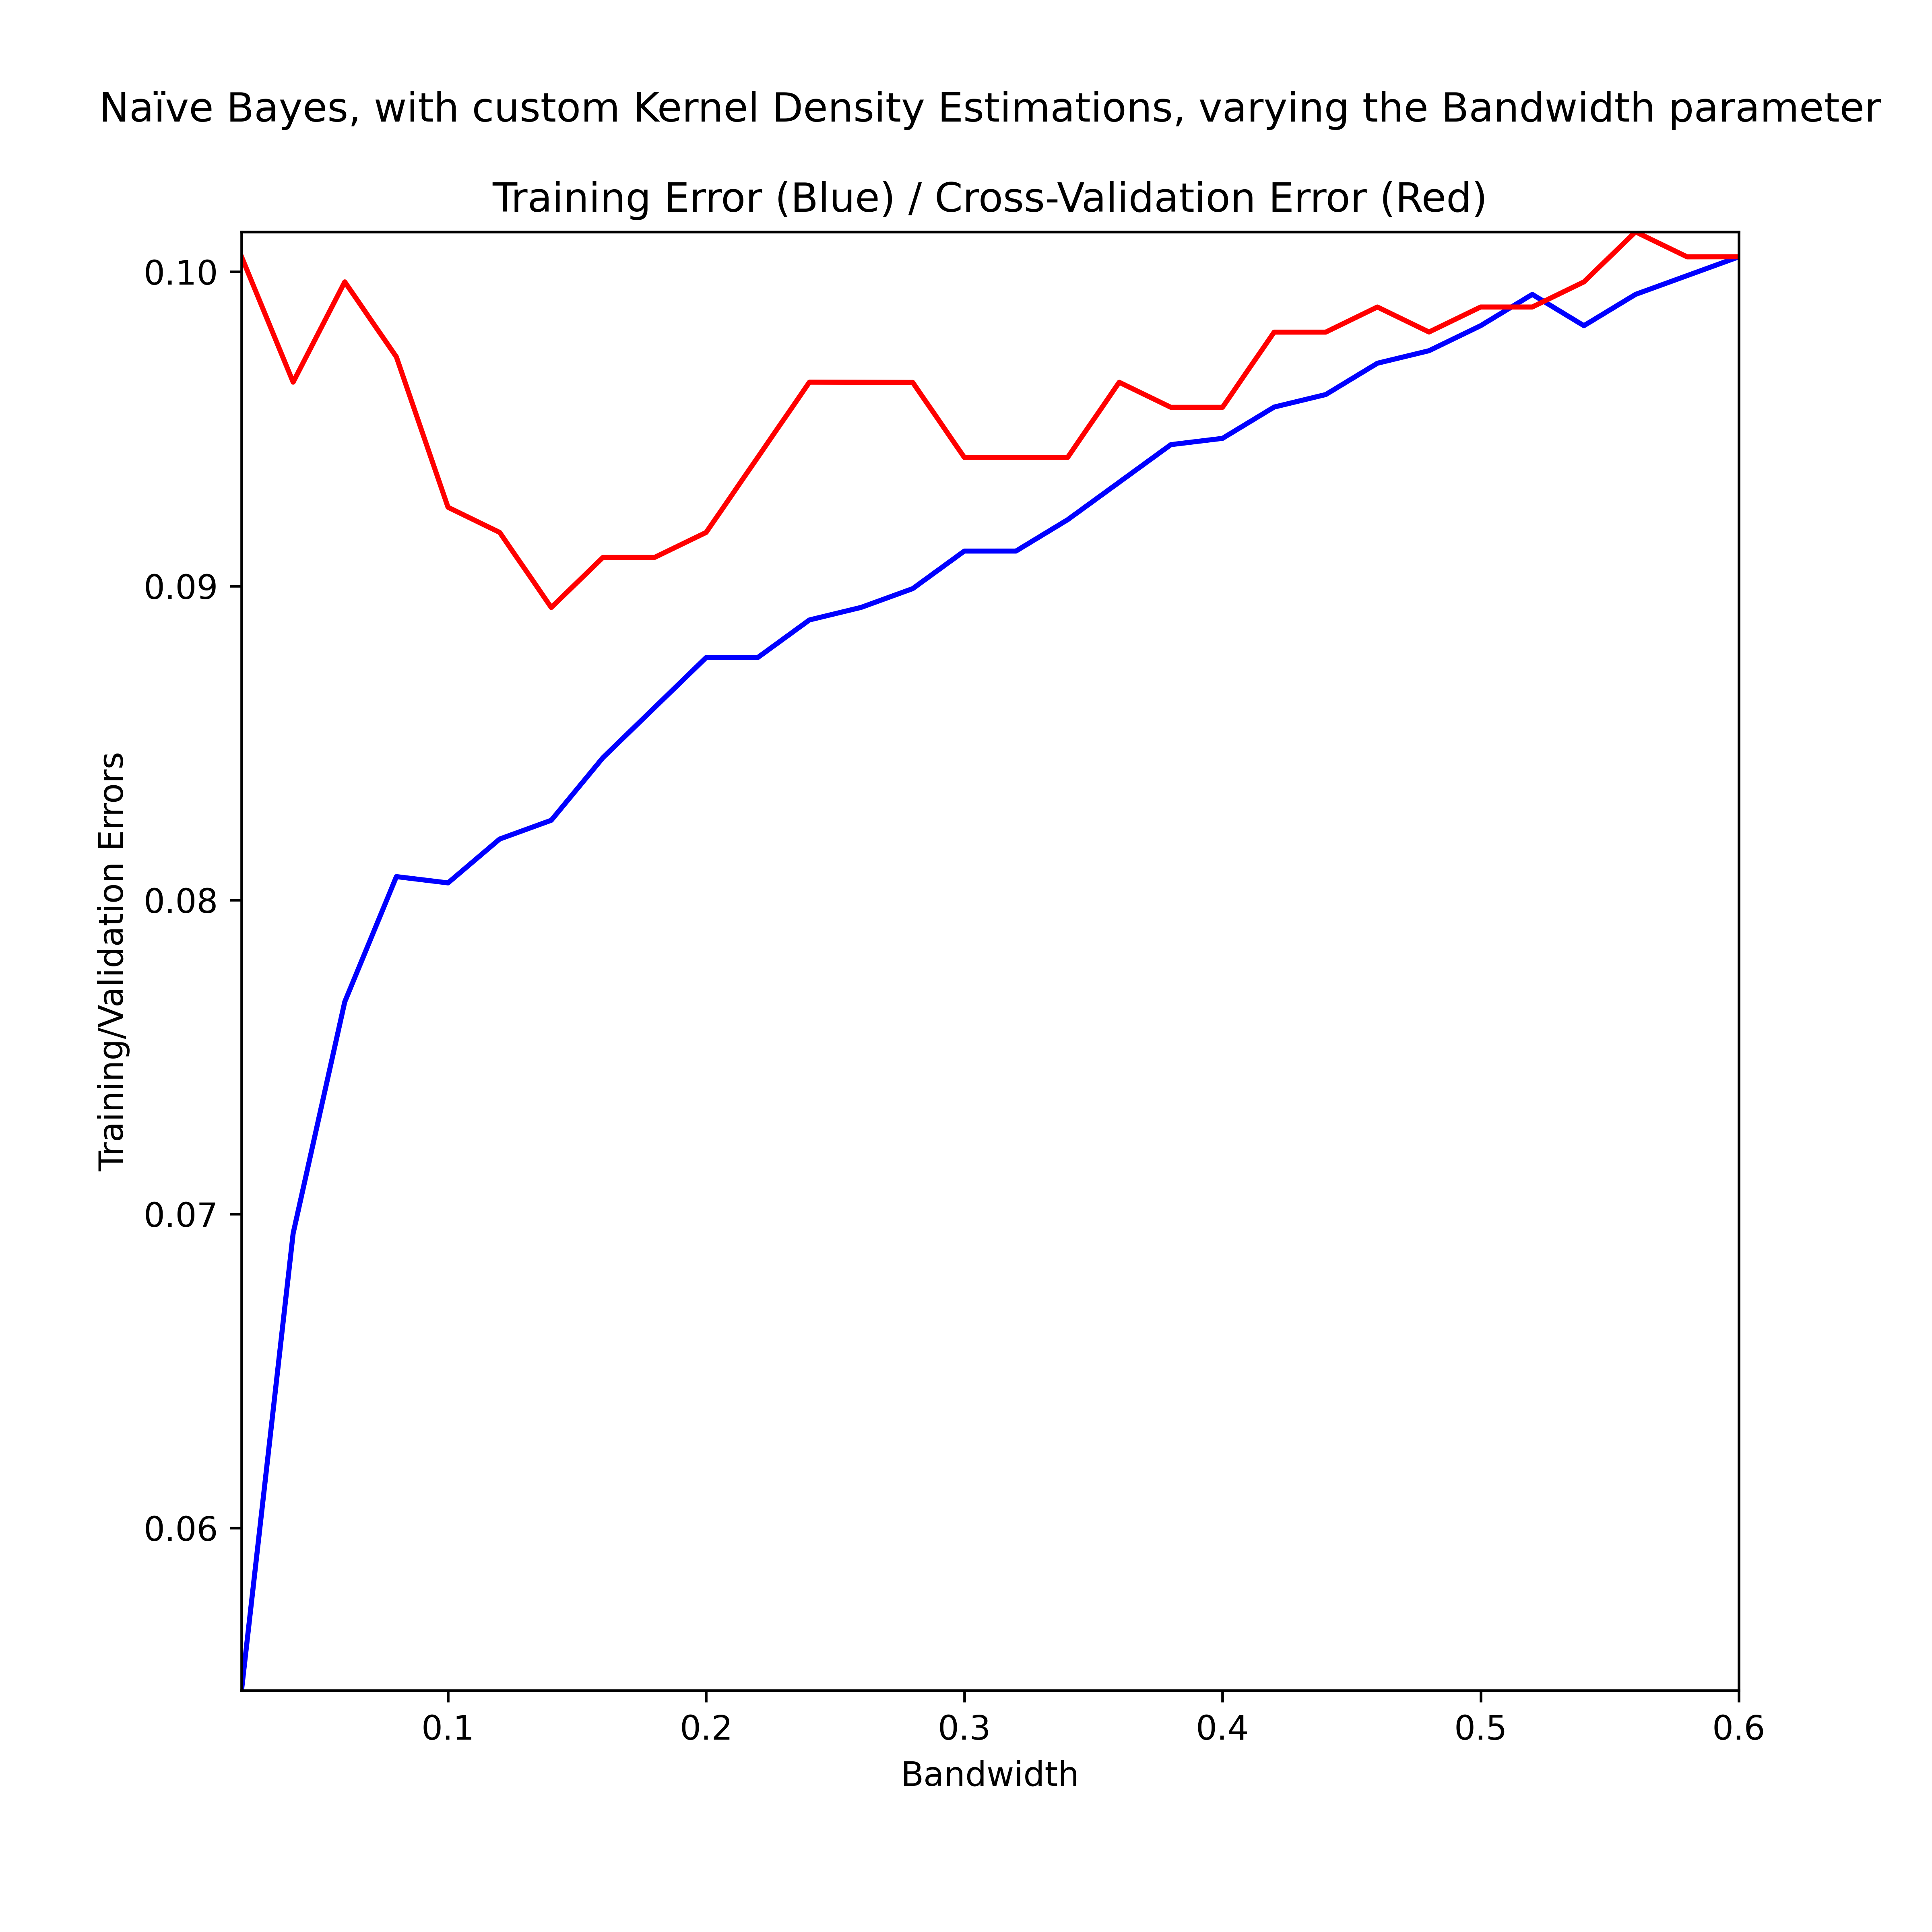 Naïve Bayes, with custom Kernel Density Estimations, varying the Bandwidth parameter
Training Error (Blue) / Cross-Validation Error (Red)
Training/Validation Errors
0.10
0.09
0.08
0.07
0.06
0.1
0.2
0.3
0.4
0.5
0.6
Bandwidth